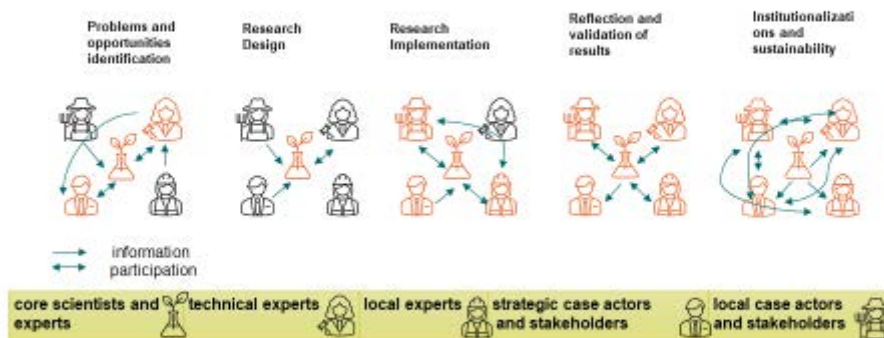 Problems and
opportunities
identification
Research
Design
Research
Implementation
Reflection and
validation of
results
Institutionalizati
ons and
sustainability
information
participation
core scientists and
experts
technical experts
local experts
strategic case actors
and stakeholders
local case actors
and stakeholders